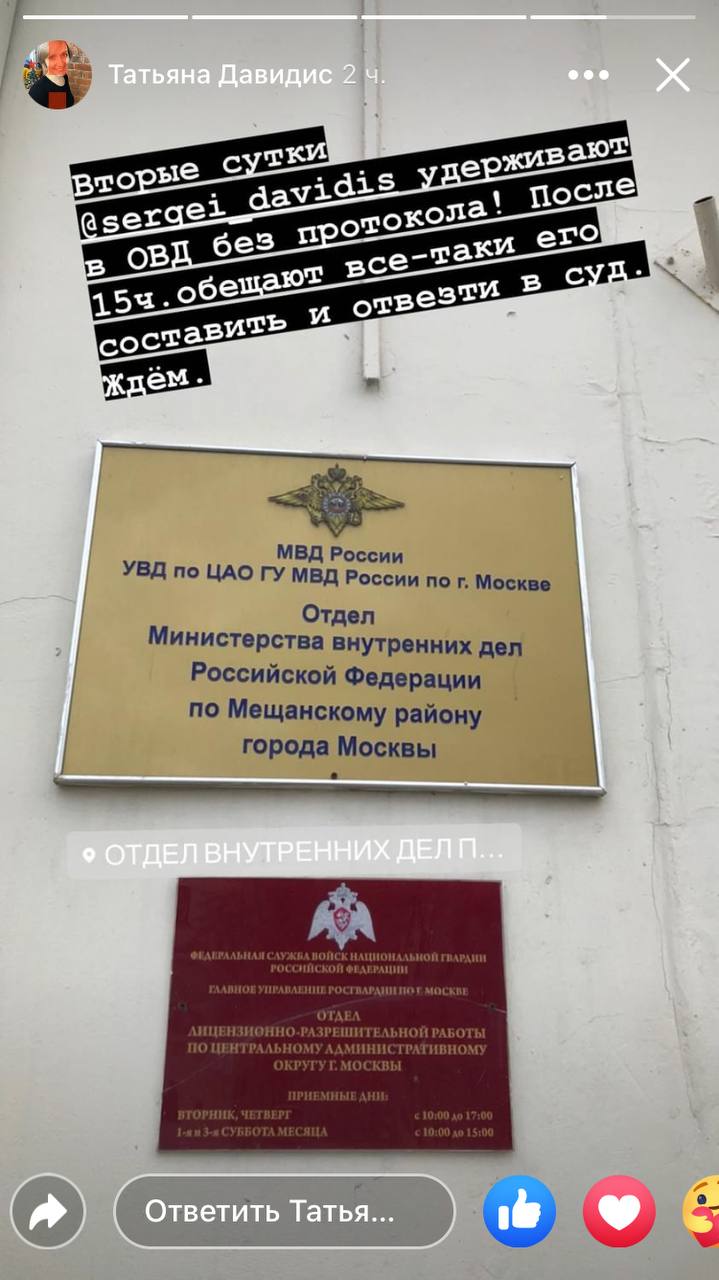 Татьяна Давидис 2 ч.
Вторые сутки
@sergei_davidis удерживают
в ОВД без протокола! После
15ч.обещают все-таки его
составить и отвезти в суд.
Ждём.
МВД России
УВД по ЦАО ГУ МВД России по г. Москве
Отдел
Министерства внутренних дел
Российской Федерации
по Мещанскому району
города Москвы
ОТДЕЛ ВНУТРЕННИХ ДЕЛ П...
ФЕДЕРАЛЬНАЯ СЛУЖБА ВОЙСК НАЦИОНАЛЬНОЙ ГВАРДИИ
РОССИЙСКОЙ ФЕДЕРАЦИИ
ГЛАВНОЕ УПРАВЛЕНИЕ РОСГВАРДИИ ПО Г. МОСКВЕ
ОТДЕЛ
ЛИЦЕНЗИОННО-РАЗРЕШИТЕЛЬНОЙ РАБОТЫ
ПО ЦЕНТРАЛЬНОМУ АДМИНИСТРАТИВНОМУ
ОКРУГУ Г. МОСКВЫ
ПРИЕМНЫЕ ДНИ:
ВТОРНИК, ЧЕТВЕРГ с 10:00 до 17:00
1-я и 3-я СУББОТА МЕСЯЦА с 10:00 до 15:00
Ответить Татья...